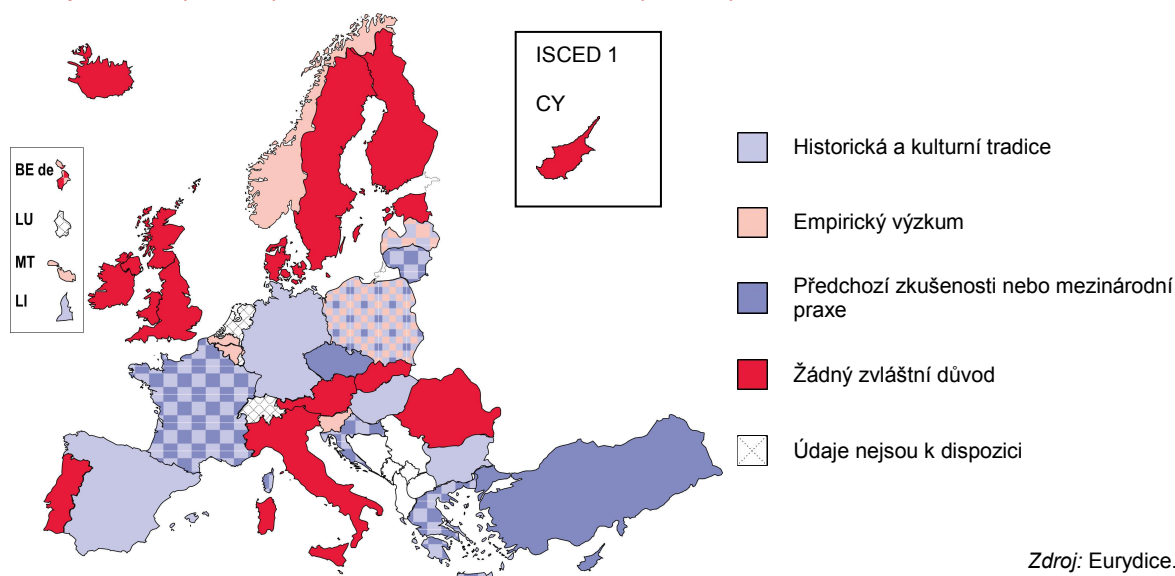 ISCED 1
CY
BE de
LU
MT
LI
Historická a kulturní tradice
Empirický výzkum
Předchozí zkušenosti nebo mezinárodní
praxe
Žádný zvláštní důvod
Údaje nejsou k dispozici
Zdroj: Eurydice.